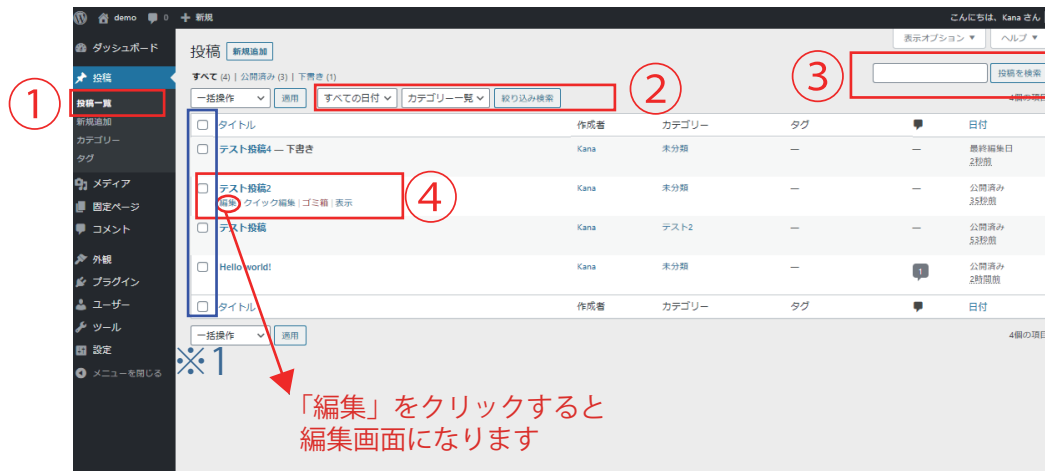 demo 0 + 新規 こんにちは、Kana さん
ダッシュボード
投稿
投稿一覧
新規追加
カテゴリー
タグ
メディア
固定ページ
コメント
外観
プラグイン
ユーザー
ツール
設定
メニューを閉じる
表示オプション ▼ ヘルプ ▼
投稿 新規追加
すべて (4) | 公開済み (3) | 下書き (1)
投稿を検索
一括操作 適用 すべての日付 カテゴリー一覧 絞り込み検索
4個の項目
タイトル 作成者 カテゴリー タグ 日付
テスト投稿4 — 下書き Kana 未分類 — — 最終編集日
2秒前
テスト投稿2 Kana 未分類 — — 公開済み
編集 クイック編集 | ゴミ箱 | 表示 35秒前
テスト投稿 Kana テスト2 — — 公開済み
53秒前
Hello world! Kana 未分類 — 1 公開済み
2時間前
タイトル 作成者 カテゴリー タグ 日付
一括操作 適用 4個の項目
①
②
③
④
※1
「編集」をクリックすると
編集画面になります